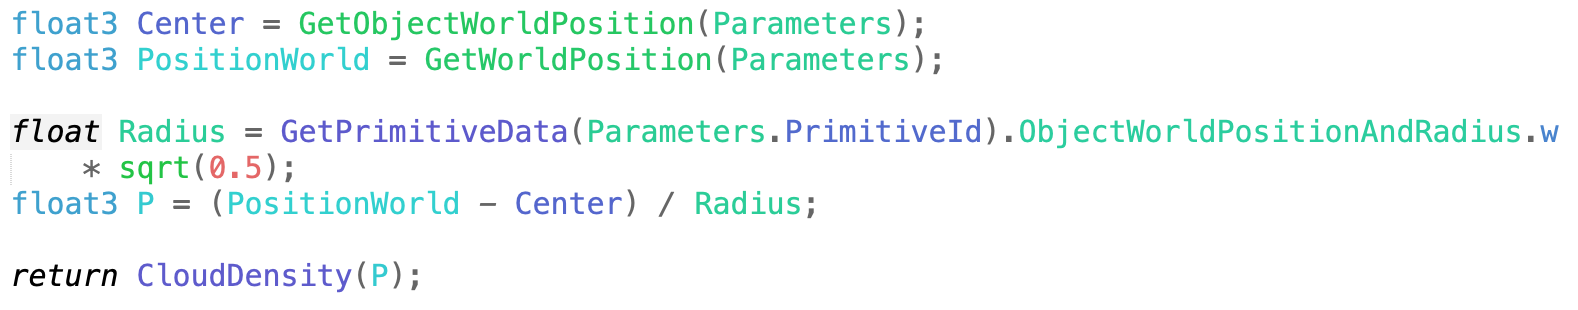 float3 Center = GetObjectWorldPosition(Parameters);
float3 PositionWorld = GetWorldPosition(Parameters);
float Radius = GetPrimitiveData(Parameters.PrimitiveId).ObjectWorldPositionAndRadius.w
* sqrt(0.5);
float3 P = (PositionWorld - Center) / Radius;
return CloudDensity(P);